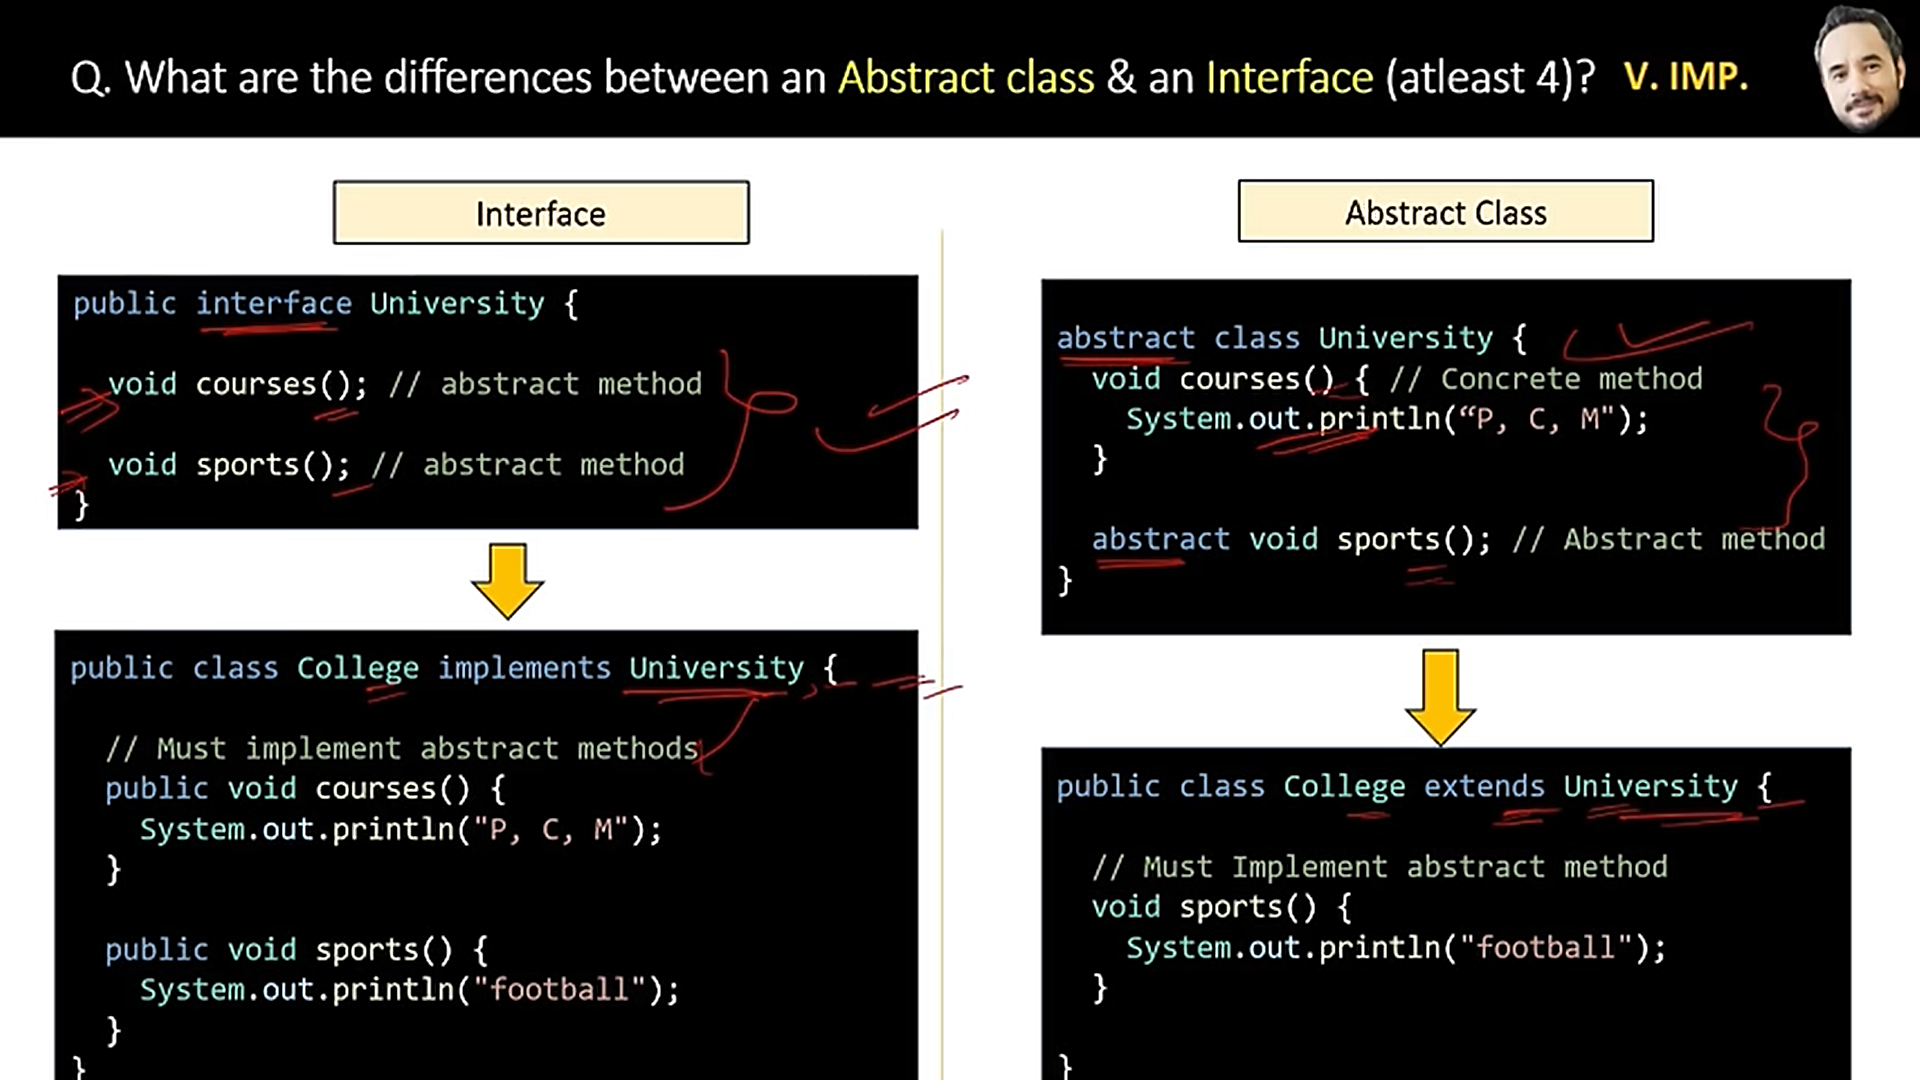 Q. What are the differences between an Abstract class & an Interface (atleast 4)? V. IMP.
Interface
public interface University {
void courses(); // abstract method
void sports(); // abstract method
}
public class College implements University {
// Must implement abstract methods
public void courses() {
System.out.println("P, C, M");
}
public void sports() {
System.out.println("football");
}
}
Abstract Class
abstract class University {
void courses() { // Concrete method
System.out.println(“P, C, M");
}
abstract void sports(); // Abstract method
}
public class College extends University {
// Must Implement abstract method
void sports() {
System.out.println("football");
}
}